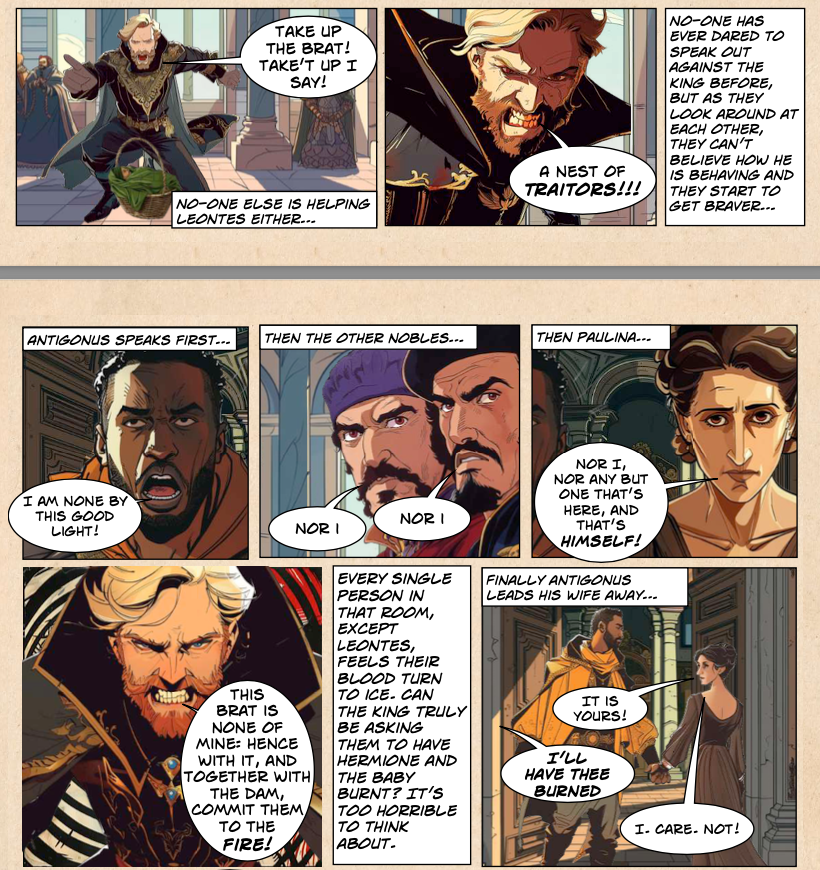 TAKE UP
THE BRAT!
TAKE'T UP I
SAY!
NO-ONE ELSE IS HELPING
LEONTES EITHER...
A NEST OF
TRAITORS!!!
NO-ONE HAS
EVER DARED TO
SPEAK OUT
AGAINST THE
KING BEFORE,
BUT AS THEY
LOOK AROUND AT
EACH OTHER,
THEY CAN'T
BELIEVE HOW HE
IS BEHAVING AND
THEY START TO
GET BRAVER...
ANTIGONUS SPEAKS FIRST...
I AM NONE BY
THIS GOOD
LIGHT!
THEN THE OTHER NOBLES...
NOR I
NOR I
THEN PAULINA...
NOR I,
NOR ANY BUT
ONE THAT'S
HERE, AND
THAT'S
HIMSELF!
THIS
BRAT IS
NONE OF
MINE: HENCE
WITH IT, AND
TOGETHER WITH
THE DAM,
COMMIT THEM
TO THE
FIRE!
EVERY SINGLE
PERSON IN
THAT ROOM,
EXCEPT
LEONTES,
FEELS THEIR
BLOOD TURN
TO ICE. CAN
THE KING TRULY
BE ASKING
THEM TO HAVE
HERMIONE AND
THE BABY
BURNT? IT'S
TOO HORRIBLE
TO THINK
ABOUT.
FINALLY ANTIGONUS
LEADS HIS WIFE AWAY...
IT IS
YOURS!
I'LL
HAVE THEE
BURNED
I. CARE. NOT!